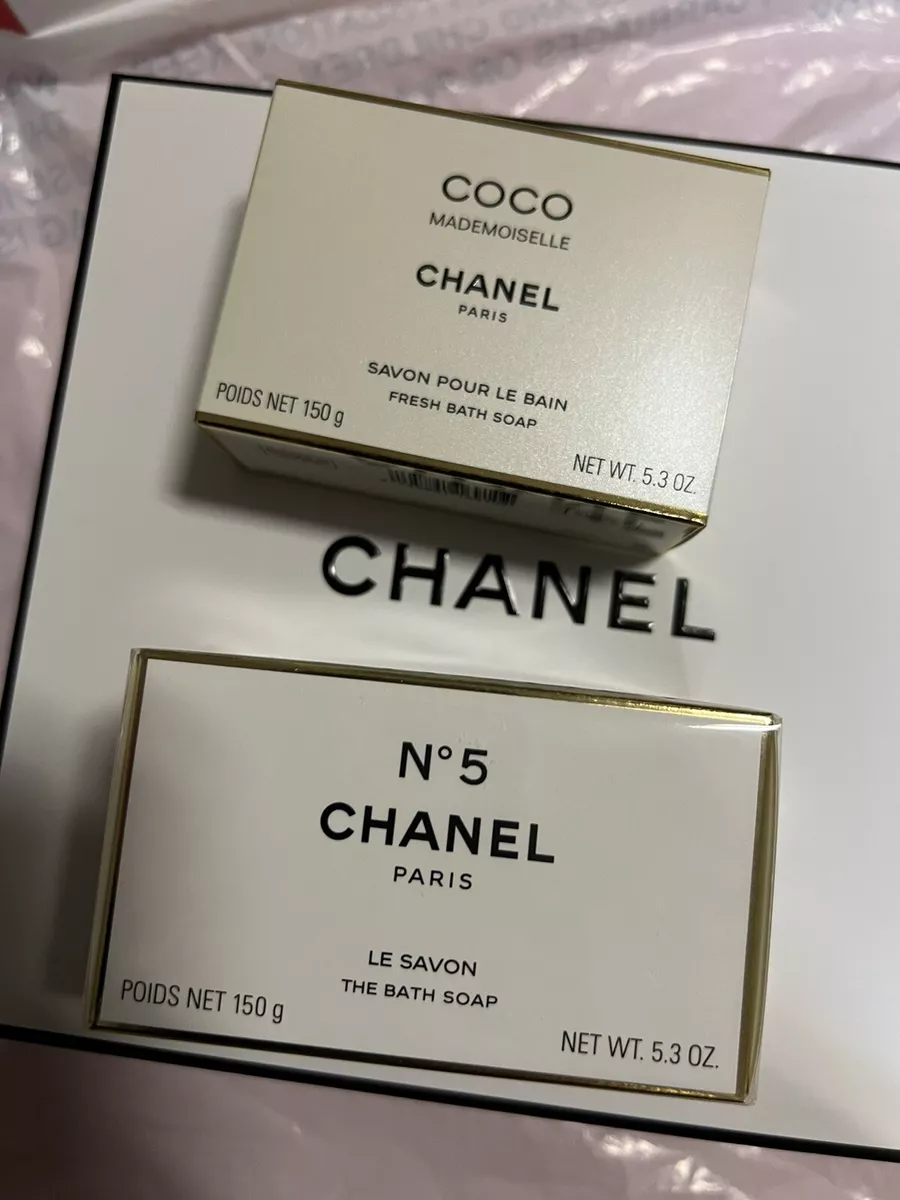 COCO
MADEMOISELLE
CHANEL
PARIS
SAVON POUR LE BAIN
FRESH BATH SOAP
POIDS NET 150 g
NET WT. 5.3 OZ.
CHANEL
N°5
CHANEL
PARIS
LE SAVON
THE BATH SOAP
POIDS NET 150 g
NET WT. 5.3 OZ.